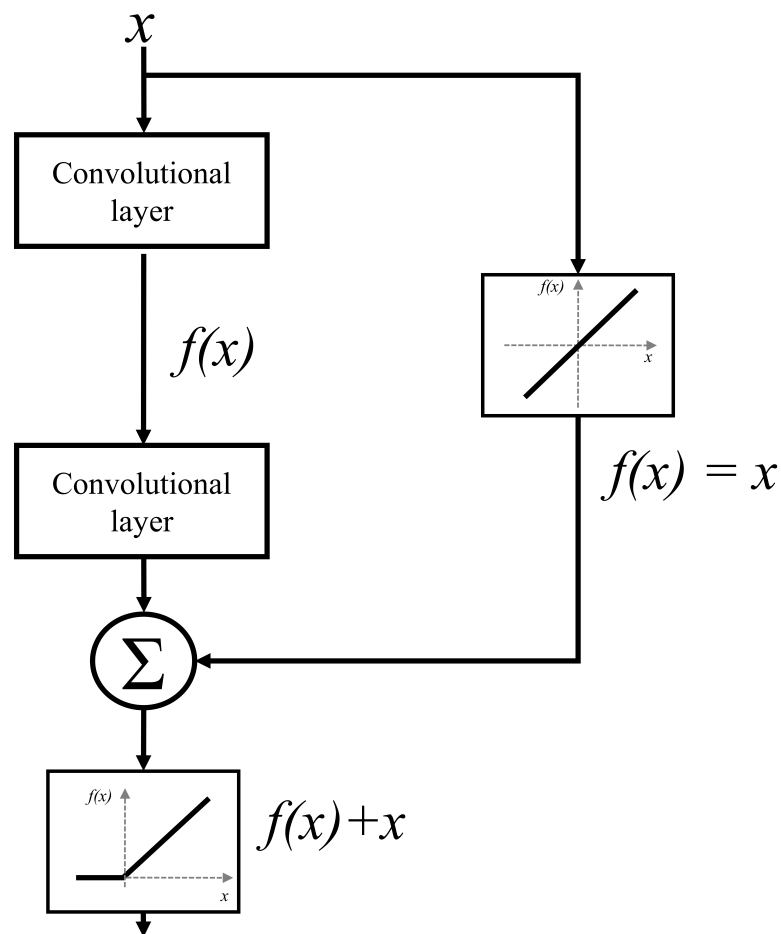 x
Convolutional
layer
f(x)
x
f(x)
f(x) = x
Convolutional
layer
Σ
f(x)
x
f(x)+x